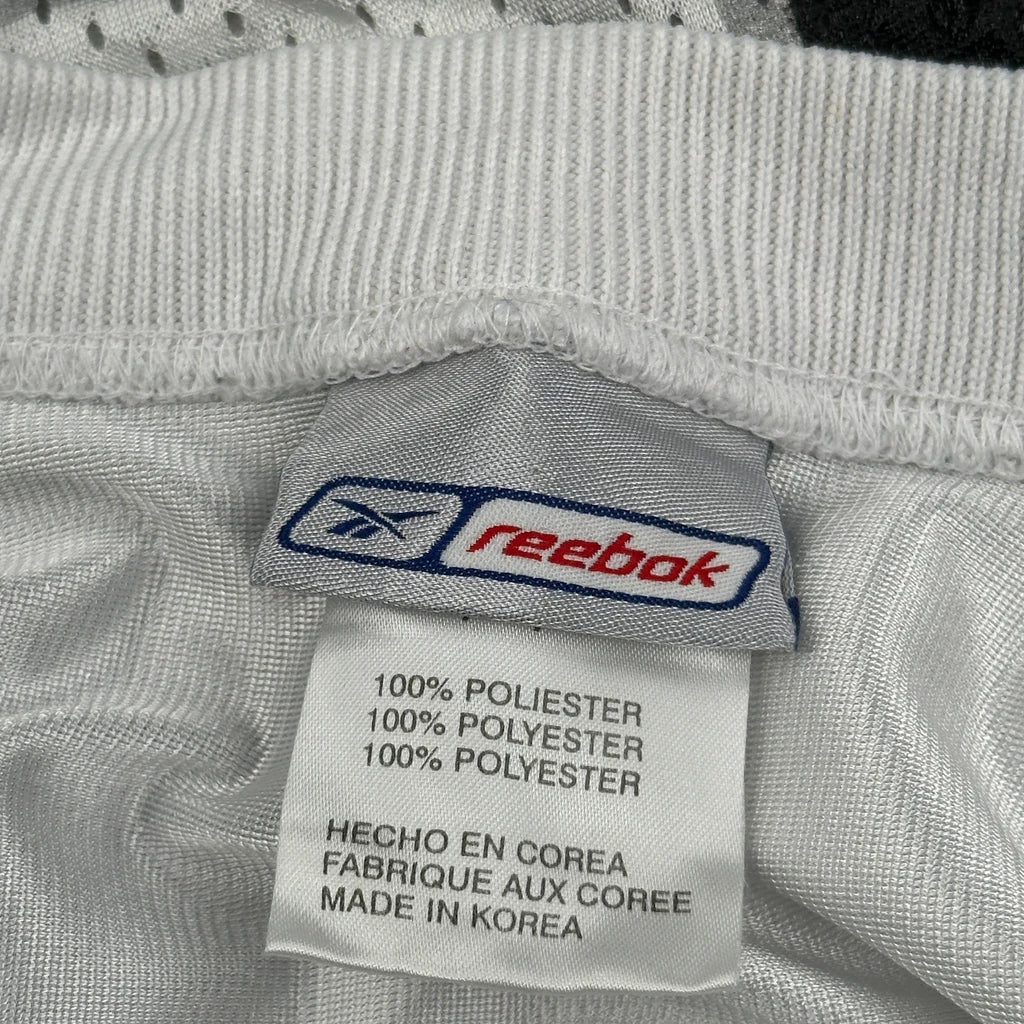 reebok
100% POLIESTER
100% POLYESTER
100% POLYESTER
HECHO EN COREA
FABRIQUE AUX COREE
MADE IN KOREA